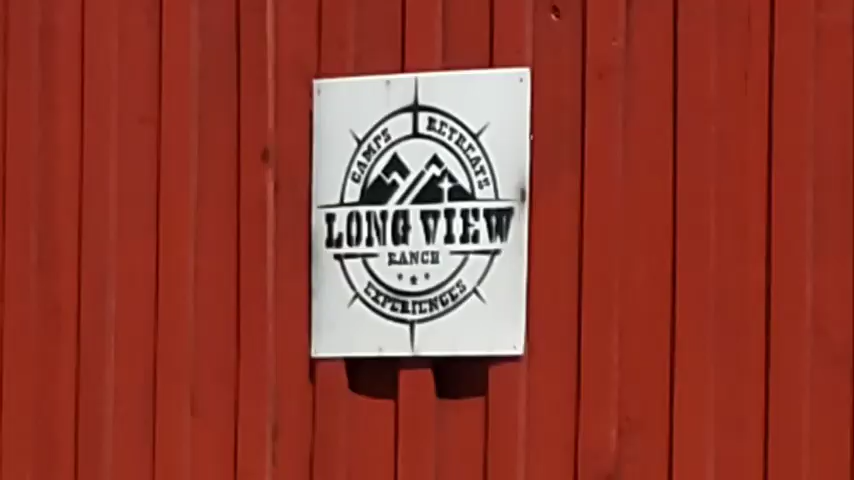 CAMPS
RETREATS
LONG VIEW
RANCH
EXPERIENCES